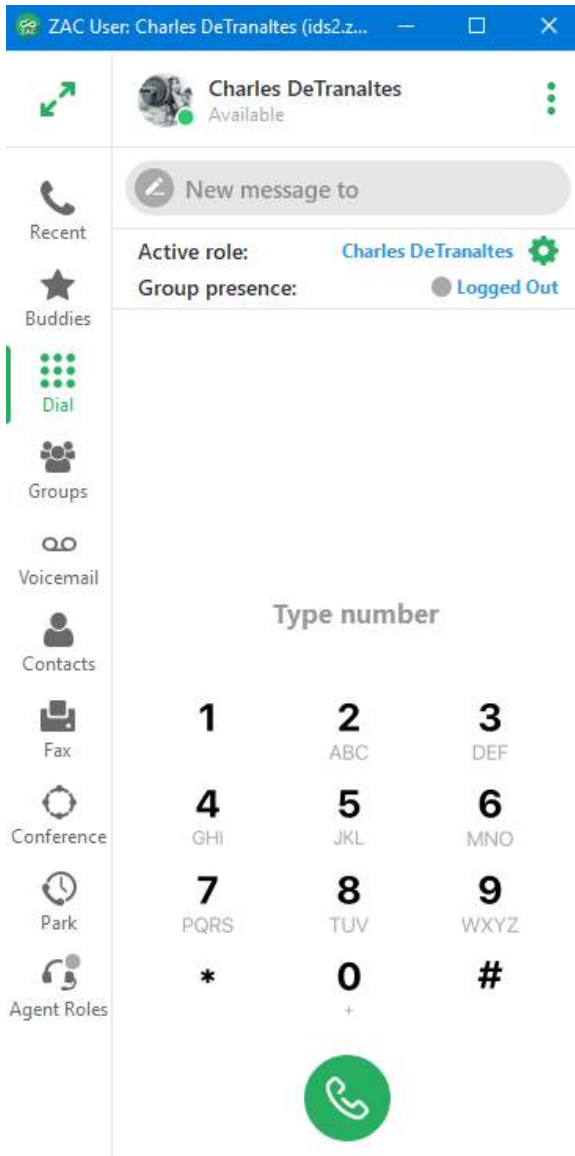 ZAC User: Charles DeTranaltes (ids2.z...
Charles DeTranaltes
Available
New message to
Active role: Charles DeTranaltes
Group presence: Logged Out
Recent
Buddies
Dial
Groups
Voicemail
Contacts
Fax
Conference
Park
Agent Roles
Type number
1 2 3
ABC DEF
4 5 6
GHI JKL MNO
7 8 9
PQRS TUV WXYZ
* 0 #
+